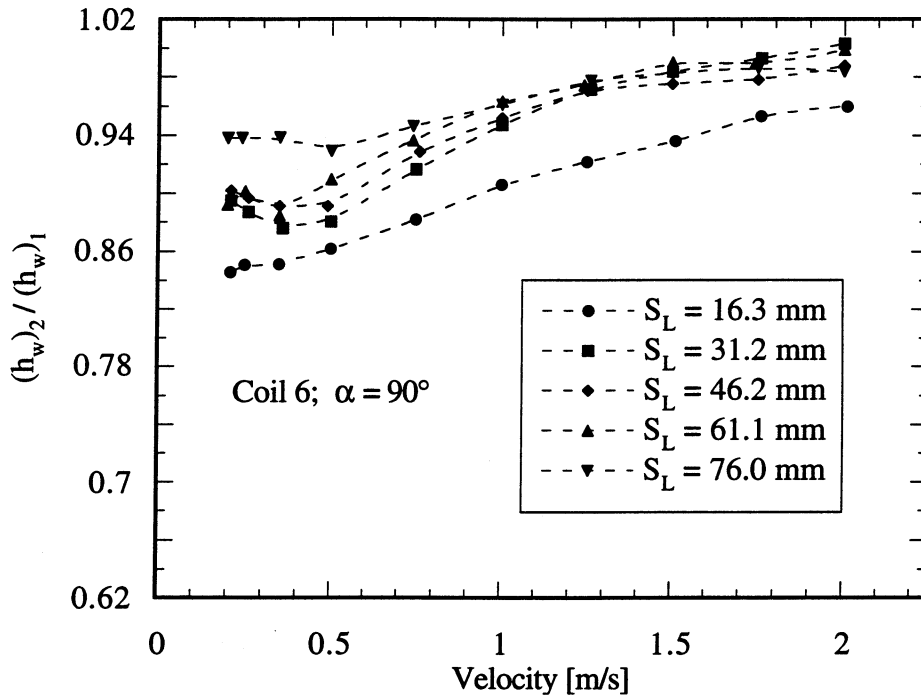 1.02
0.94
0.86
0.78
0.7
0.62
(h_w)_2 / (h_w)_1
S_L = 16.3 mm
S_L = 31.2 mm
S_L = 46.2 mm
S_L = 61.1 mm
S_L = 76.0 mm
Coil 6; α = 90°
0 0.5 1 1.5 2
Velocity [m/s]